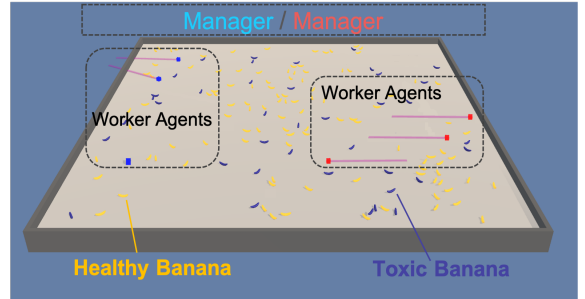 Manager / Manager
Worker Agents
Worker Agents
Healthy Banana
Toxic Banana